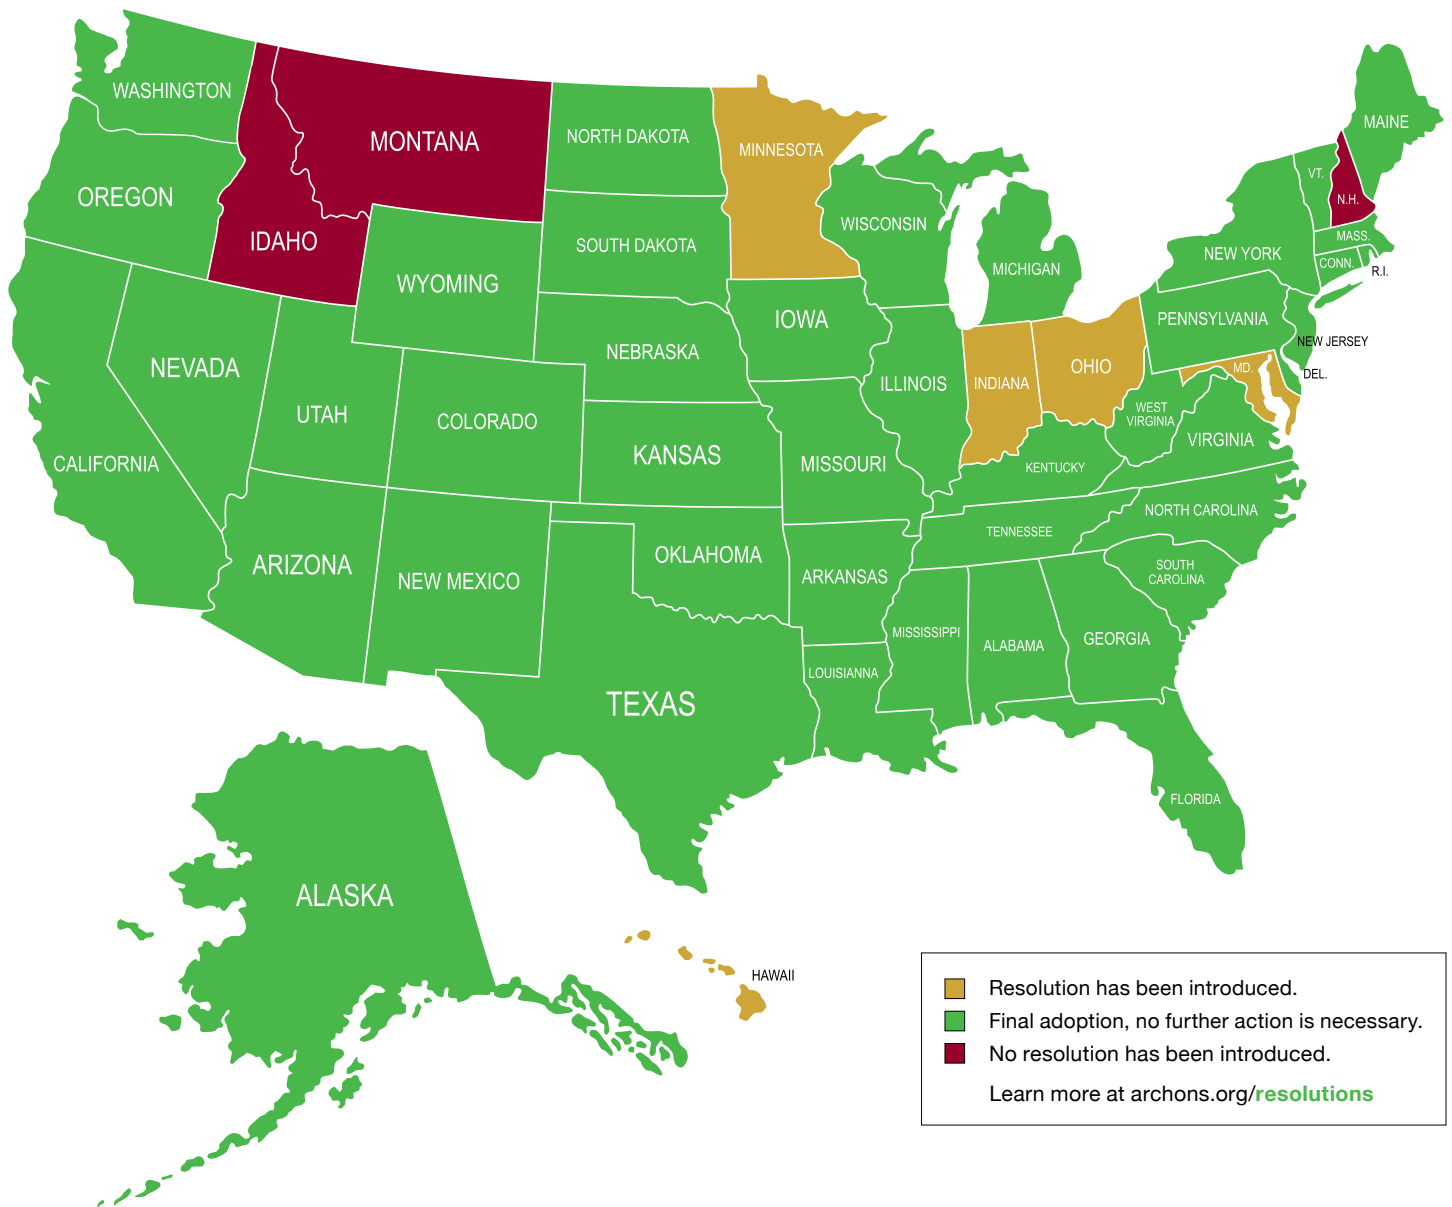 WASHINGTON
MONTANA
NORTH DAKOTA
MINNESOTA
MAINE
OREGON
IDAHO
SOUTH DAKOTA
WISCONSIN
MICHIGAN
VT.
N.H.
NEW YORK
MASS.
CONN.
R.I.
WYOMING
IOWA
NEBRASKA
PENNSYLVANIA
NEW JERSEY
NEVADA
UTAH
COLORADO
ILLINOIS
INDIANA
OHIO
MD.
DEL.
CALIFORNIA
KANSAS
MISSOURI
KENTUCKY
WEST
VIRGINIA
VIRGINIA
ARIZONA
NEW MEXICO
OKLAHOMA
ARKANSAS
TENNESSEE
NORTH CAROLINA
SOUTH
CAROLINA
TEXAS
LOUISIANNA
MISSISSIPPI
ALABAMA
GEORGIA
FLORIDA
ALASKA
HAWAII
Resolution has been introduced.
Final adoption, no further action is necessary.
No resolution has been introduced.
Learn more at archons.org/resolutions